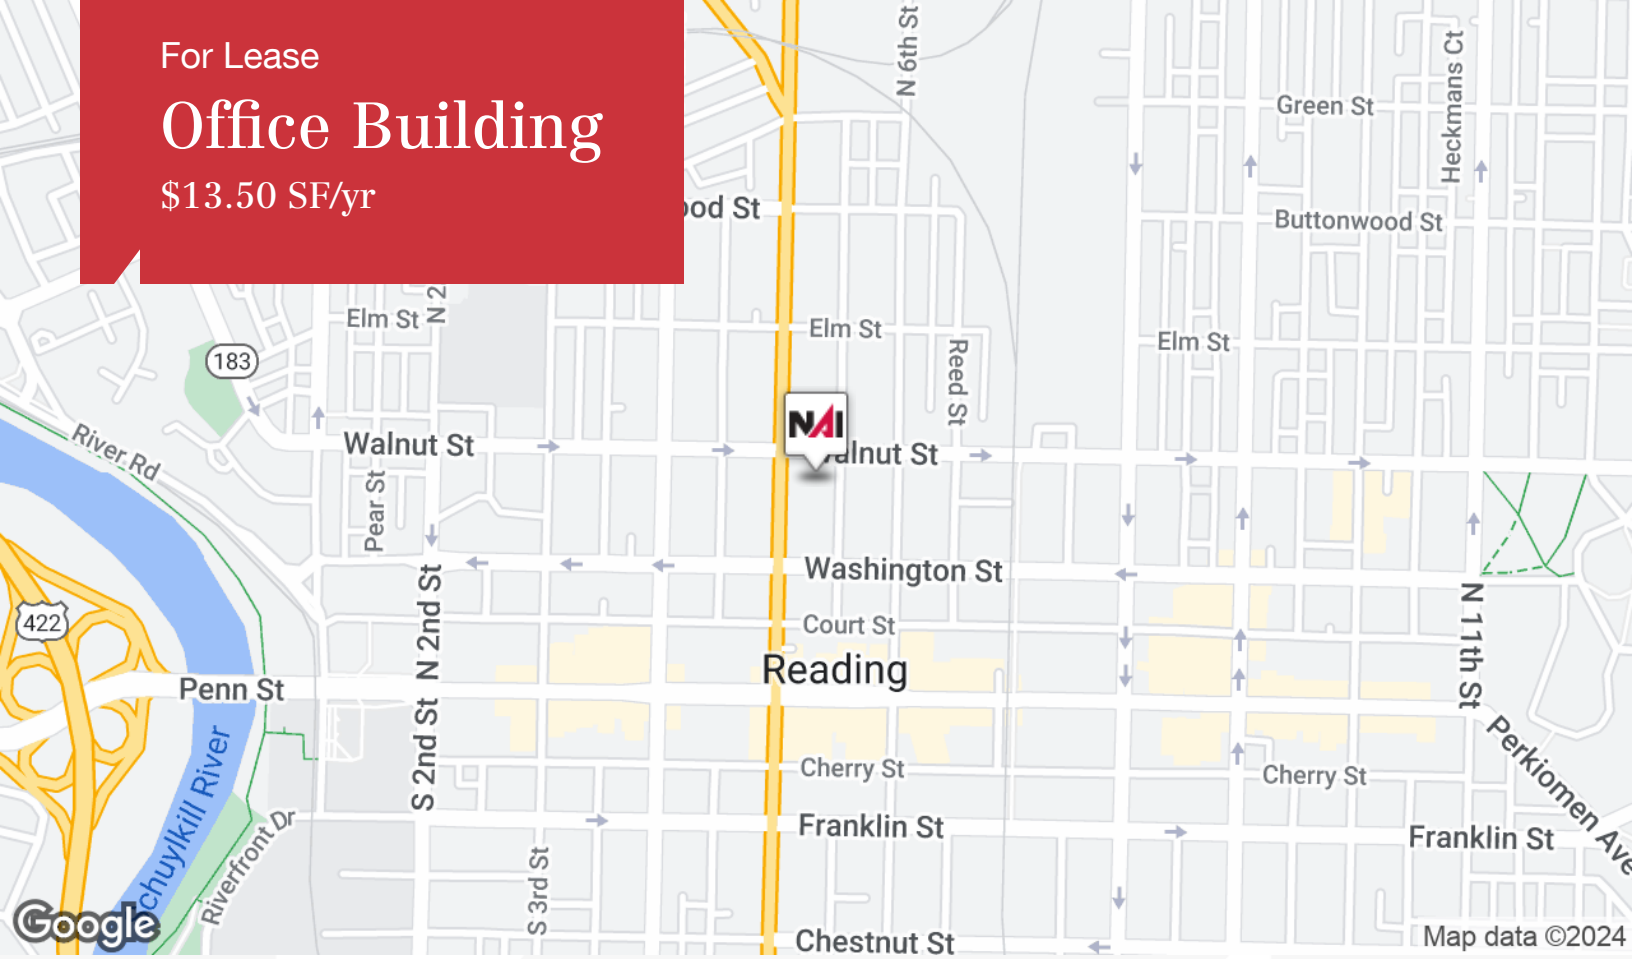 For Lease
Office Building
$13.50 SF/yr
N 6th St
Heckmans Ct
Green St
Buttonwood St
Elm St
N 2
Elm St
Elm St
183
Reed St
NAI
River Rd
Walnut St
alnut St
Pear St
Washington St
422
N 2nd St
Court St
N 11th St
Reading
Penn St
S 2nd St
Perkiomen Ave
Cherry St
Cherry St
Schuylkill River
Riverfront Dr
Franklin St
Franklin St
S 3rd St
Google
Chestnut St
Map data ©2024